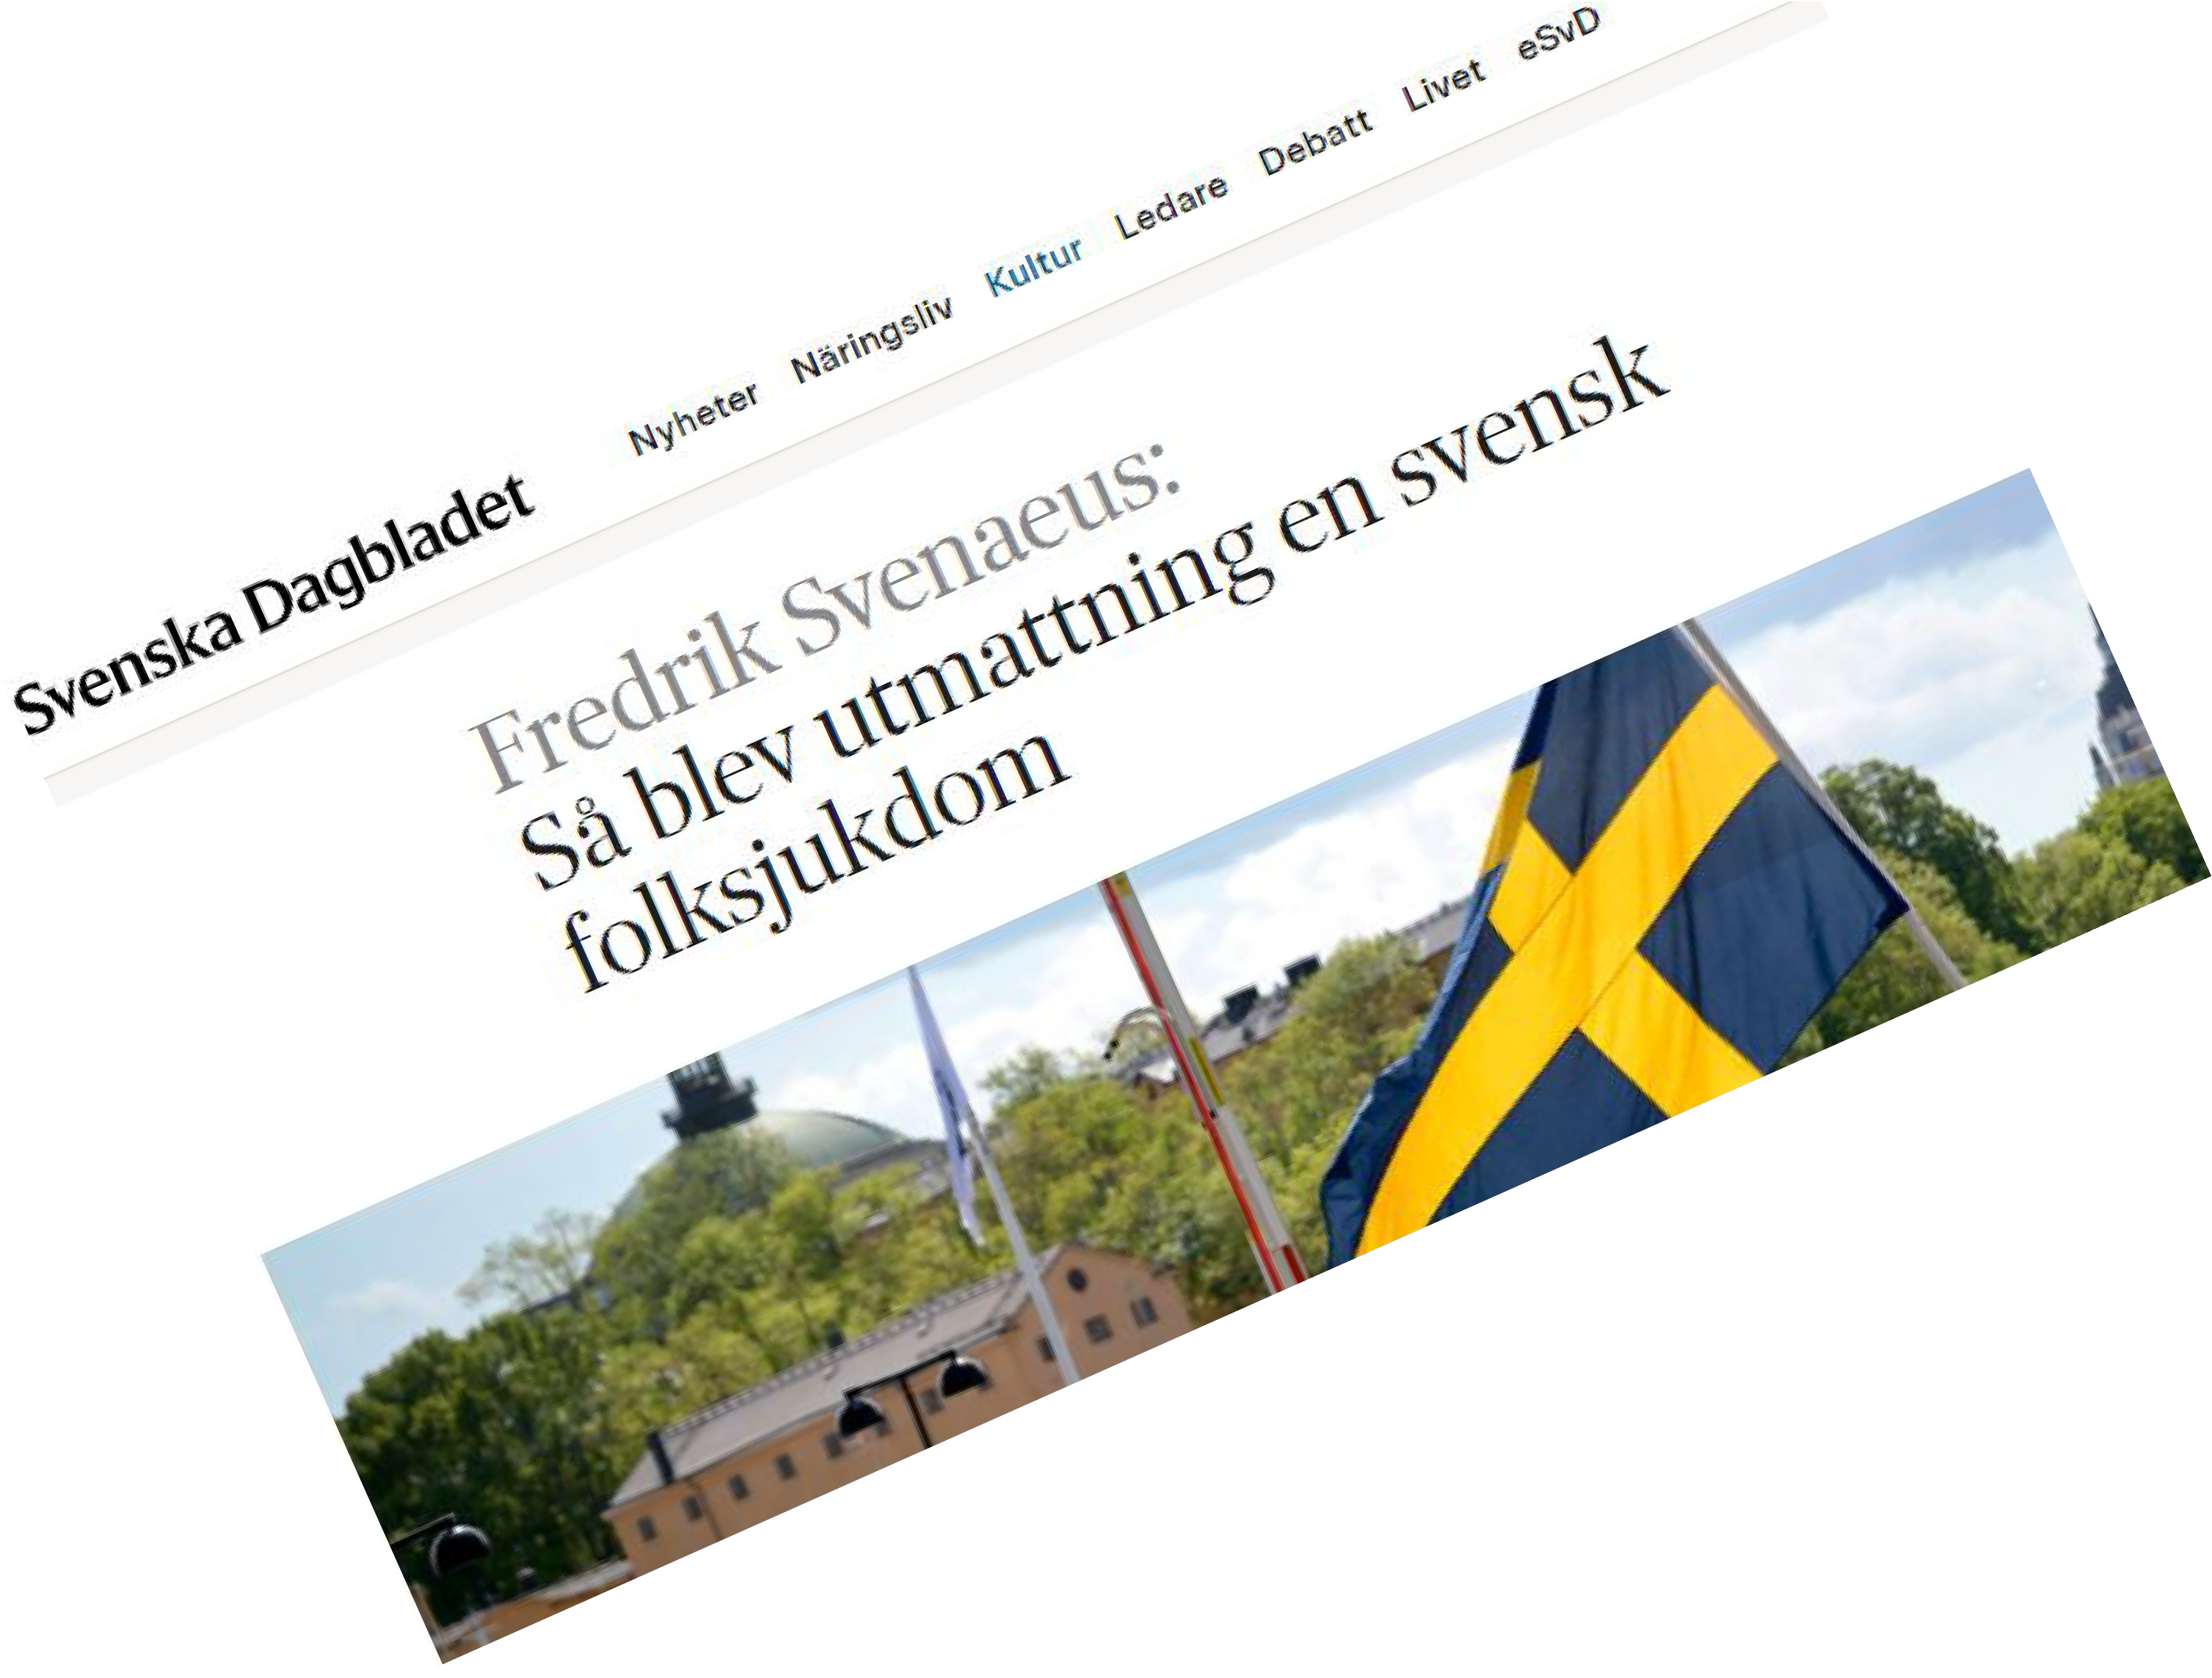 Svenska Dagbladet
Nyheter Näringsliv Kultur Ledare Debatt Livet eSvD
Fredrik Svenaeus:
Så blev utmattning en svensk
folksjukdom